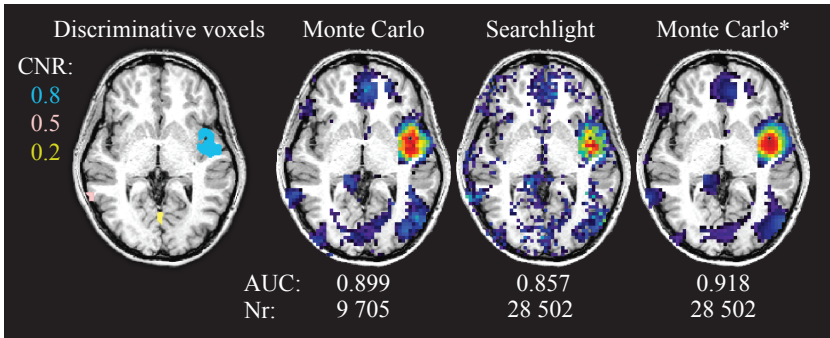 Discriminative voxels Monte Carlo Searchlight Monte Carlo*
CNR:
0.8
0.5
0.2
AUC: 0.899 0.857 0.918
Nr: 9 705 28 502 28 502